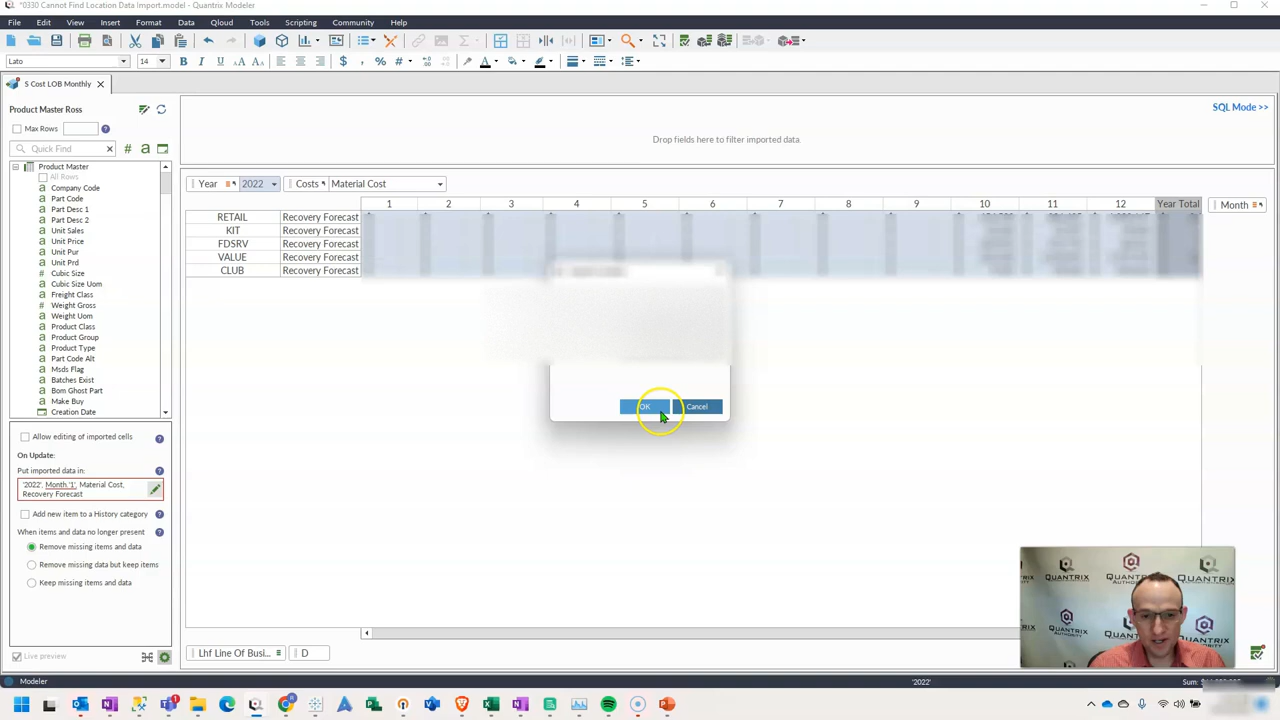 *0330 Cannot Find Location Data Import.model - Quantrix Modeler
File Edit View Insert Format Data Qloud Tools Scripting Community Help
Lato 14 B I U
S Cost LOB Monthly
Product Master Ross
SQL Mode >>
Max Rows
Drop fields here to filter imported data.
Quick Find # a
Product Master
All Rows
Company Code
Part Code
Part Desc 1
Part Desc 2
Unit Sales
Unit Price
Unit Pur
Unit Prd
Cubic Size
Cubic Size Uom
Freight Class
Weight Gross
Weight Uom
Product Class
Product Group
Product Type
Part Code Alt
Msds Flag
Batches Exist
Bom Ghost Part
Make Buy
Creation Date
Year 2022 Costs Material Cost
1 2 3 4 5 6 7 8 9 10 11 12 Year Total Month
RETAIL Recovery Forecast
KIT Recovery Forecast
FDSRV Recovery Forecast
VALUE Recovery Forecast
CLUB Recovery Forecast
OK Cancel
Allow editing of imported cells
On Update:
Put imported data in:
'2022', Month.'1', Material Cost,
Recovery Forecast
Add new item to a History category
When items and data no longer present
Remove missing items and data
Remove missing data but keep items
Keep missing items and data
Live preview
Lhf Line Of Busi... D
QUANTRIX
AUTHORITY
Modeler '2022' Sum: